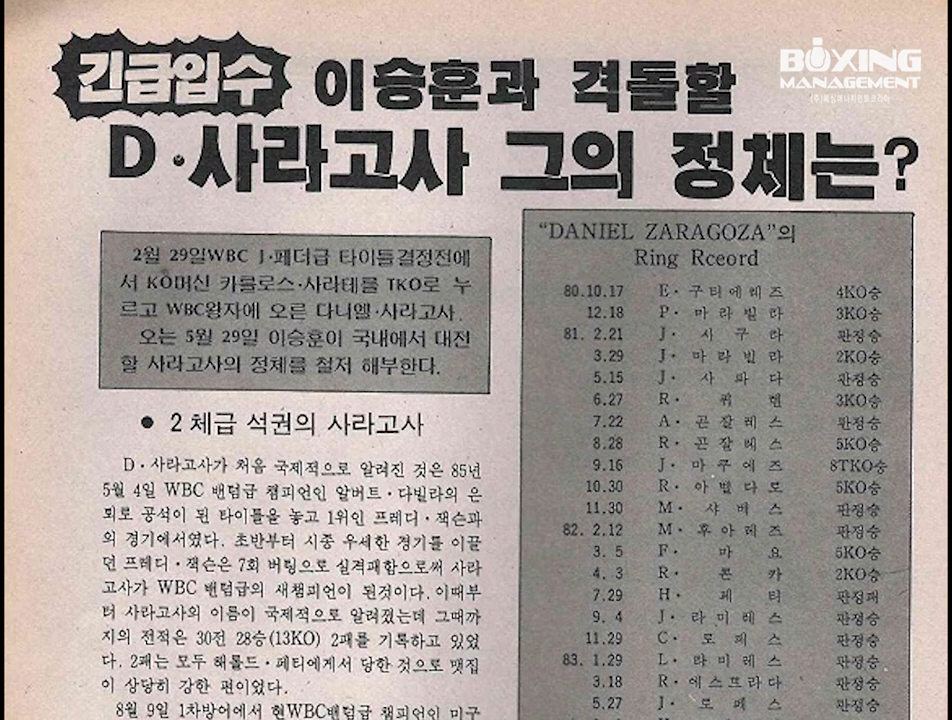 긴급입수 이승훈과 격돌할
BOXING
MANAGEMENT
D·사라고사 그의 정체는?
2월 29일WBC J·페더급 타이틀결정전에
서 KO머신 카를로스·사라테를 TKO로 누
르고 WBC왕자에 오른 다니엘·사라고사.
오는 5월 29일 이승훈이 국내에서 대전
할 사라고사의 정체를 철저 해부한다.
● 2체급 석권의 사라고사
D·사라고사가 처음 국제적으로 알려진 것은 85년
5월 4일 WBC 밴텀급 챔피언인 알버트·다빌라의 은
퇴로 공석이 된 타이틀을 놓고 1위인 프레디·잭슨과
의 경기에서였다. 초반부터 시종 우세한 경기를 이끌
던 프레디·잭슨은 7회 버팅으로 실격패함으로써 사라
고사가 WBC 밴텀급의 새챔피언이 된것이다. 이때부
터 사라고사의 이름이 국제적으로 알려졌는데 그때까
지의 전적은 30전 28승(13KO) 2패를 기록하고 있었
다. 2패는 모두 해롤드·페티에게서 당한 것으로 맷집
이 상당히 강한 편이었다.
8월 9일 1차방어에서 현WBC밴텀급 챔피언인 미구
"DANIEL ZARAGOZA"의
Ring Rceord
80.10.17 E·구티에레즈 4KO승
12.18 P·마라빌라 3KO승
81. 2.21 J·시구라 판정승
3.29 J·마라빌라 2KO승
5.15 J·사파다 판정승
6.27 R·퀴렌 3KO승
7.22 A·곤잘레스 판정승
8.28 R·곤잘레스 5KO승
9.16 J·마쿠에즈 8TKO승
10.30 R·아벨다로 5KO승
11.30 M·샤베스 판정승
82. 2.12 M·후아레즈 판정승
3. 5 F·마요 5KO승
4. 3 R·론카 2KO승
7.29 H·페티 판정패
9. 4 J·라미레스 판정승
11.29 C·로페스 판정승
83. 1.29 L·라미레스 판정승
3.18 R·에스프라다 판정승
5.27 J·로페스 판정승